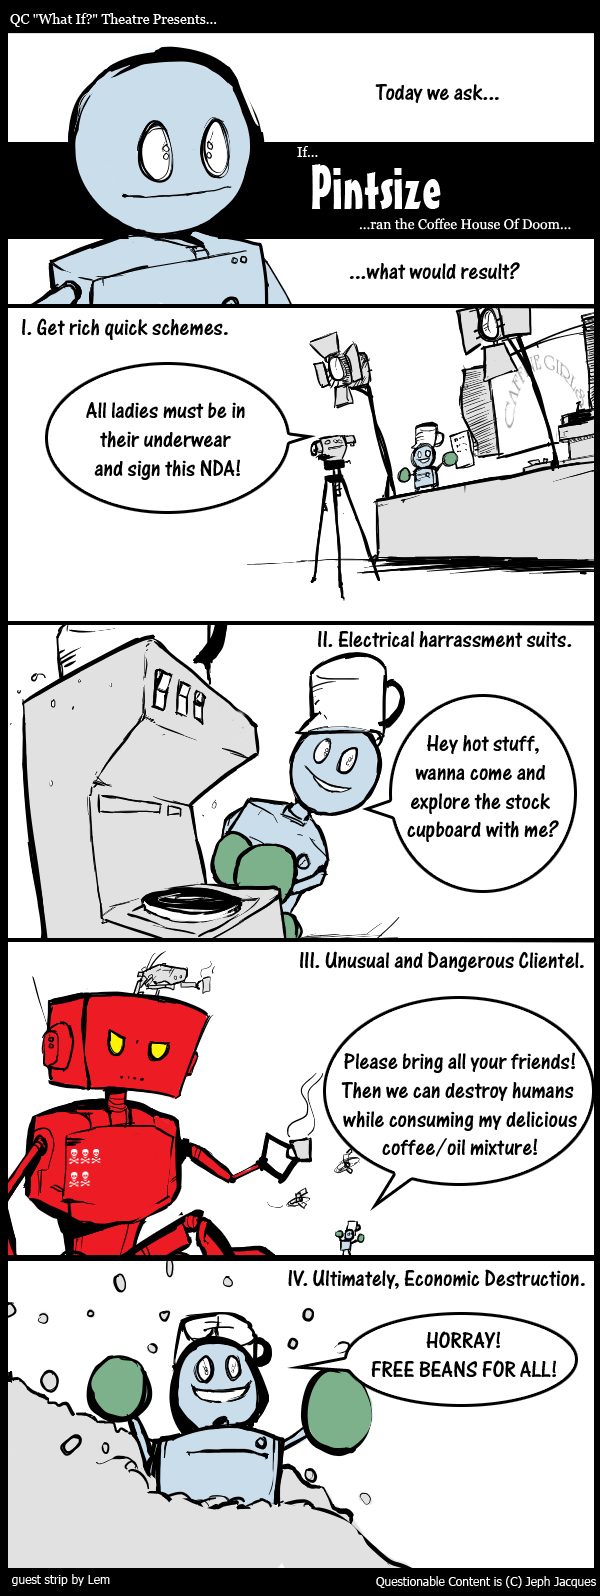 QC "What If?" Theatre Presents...
Today we ask...
If...
Pintsize
...ran the Coffee House Of Doom...
...what would result?
I. Get rich quick schemes.
All ladies must be in
their underwear
and sign this NDA!
II. Electrical harrassment suits.
Hey hot stuff,
wanna come and
explore the stock
cupboard with me?
III. Unusual and Dangerous Clientel.
Please bring all your friends!
Then we can destroy humans
while consuming my delicious
coffee/oil mixture!
IV. Ultimately, Economic Destruction.
HORRAY!
FREE BEANS FOR ALL!
guest strip by Lem
Questionable Content is (C) Jeph Jacques